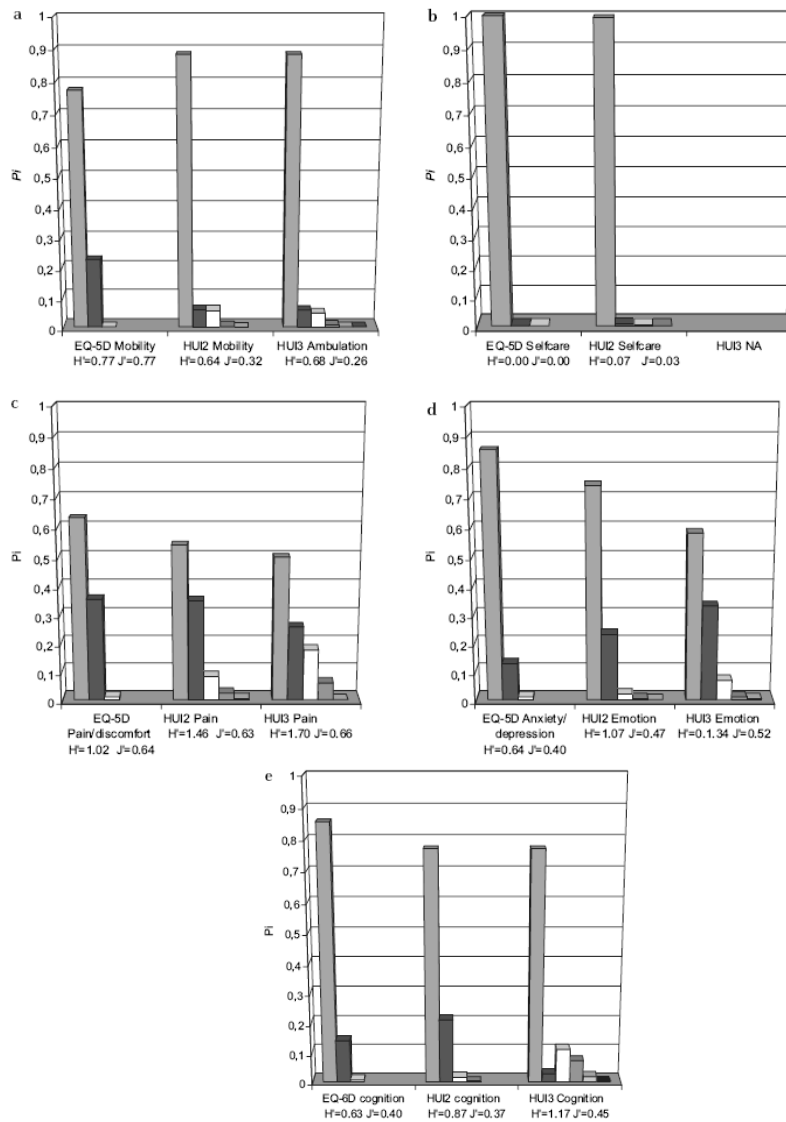 a
1
0,9
0,8
0,7
0,6
0,5
0,4
0,3
0,2
0,1
0
Pi
EQ-5D Mobility HUI2 Mobility HUI3 Ambulation
H'=0.77 J'=0.77 H'=0.64 J'=0.32 H'=0.68 J'=0.26
b
1
0,9
0,8
0,7
0,6
0,5
0,4
0,3
0,2
0,1
0
Pi
EQ-5D Selfcare HUI2 Selfcare HUI3 NA
H'=0.00 J'=0.00 H'=0.07 J'=0.03
c
1
0,9
0,8
0,7
0,6
0,5
0,4
0,3
0,2
0,1
0
Pi
EQ-5D HUI2 Pain HUI3 Pain
Pain/discomfort H'=1.46 J'=0.63 H'=1.70 J'=0.66
H'=1.02 J'=0.64
d
1
0,9
0,8
0,7
0,6
0,5
0,4
0,3
0,2
0,1
0
Pi
EQ-5D Anxiety/ HUI2 Emotion HUI3 Emotion
depression H'=1.07 J'=0.47 H'=0.1.34 J'=0.52
H'=0.64 J'=0.40
e
1
0,9
0,8
0,7
0,6
0,5
0,4
0,3
0,2
0,1
0
Pi
EQ-6D cognition HUI2 cognition HUI3 Cognition
H'=0.63 J'=0.40 H'=0.87 J'=0.37 H'=1.17 J'=0.45